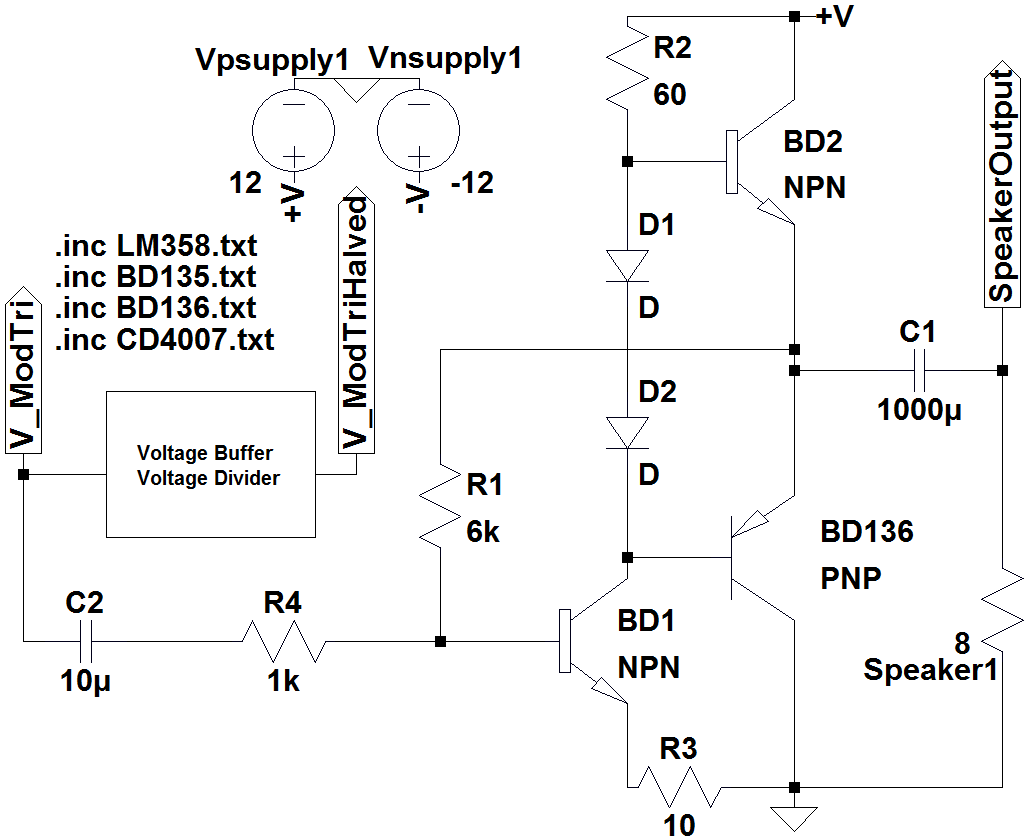 Vpsupply1
Vnsupply1
12
+V
-V
-12
.inc LM358.txt
.inc BD135.txt
.inc BD136.txt
.inc CD4007.txt
V_ModTri
V_ModTriHalved
Voltage Buffer
Voltage Divider
R2
60
+V
BD2
NPN
D1
D
SpeakerOutput
C1
1000µ
D2
D
R1
6k
BD136
PNP
C2
10µ
R4
1k
BD1
NPN
8
Speaker1
R3
10